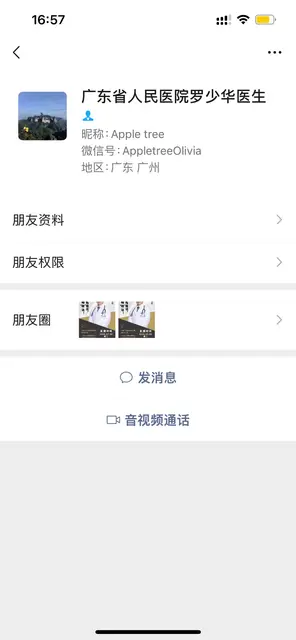 16:57
广东省人民医院罗少华医生
昵称:Apple tree
微信号:AppletreeOlivia
地区:广东 广州
朋友资料
朋友权限
朋友圈
发消息
音视频通话